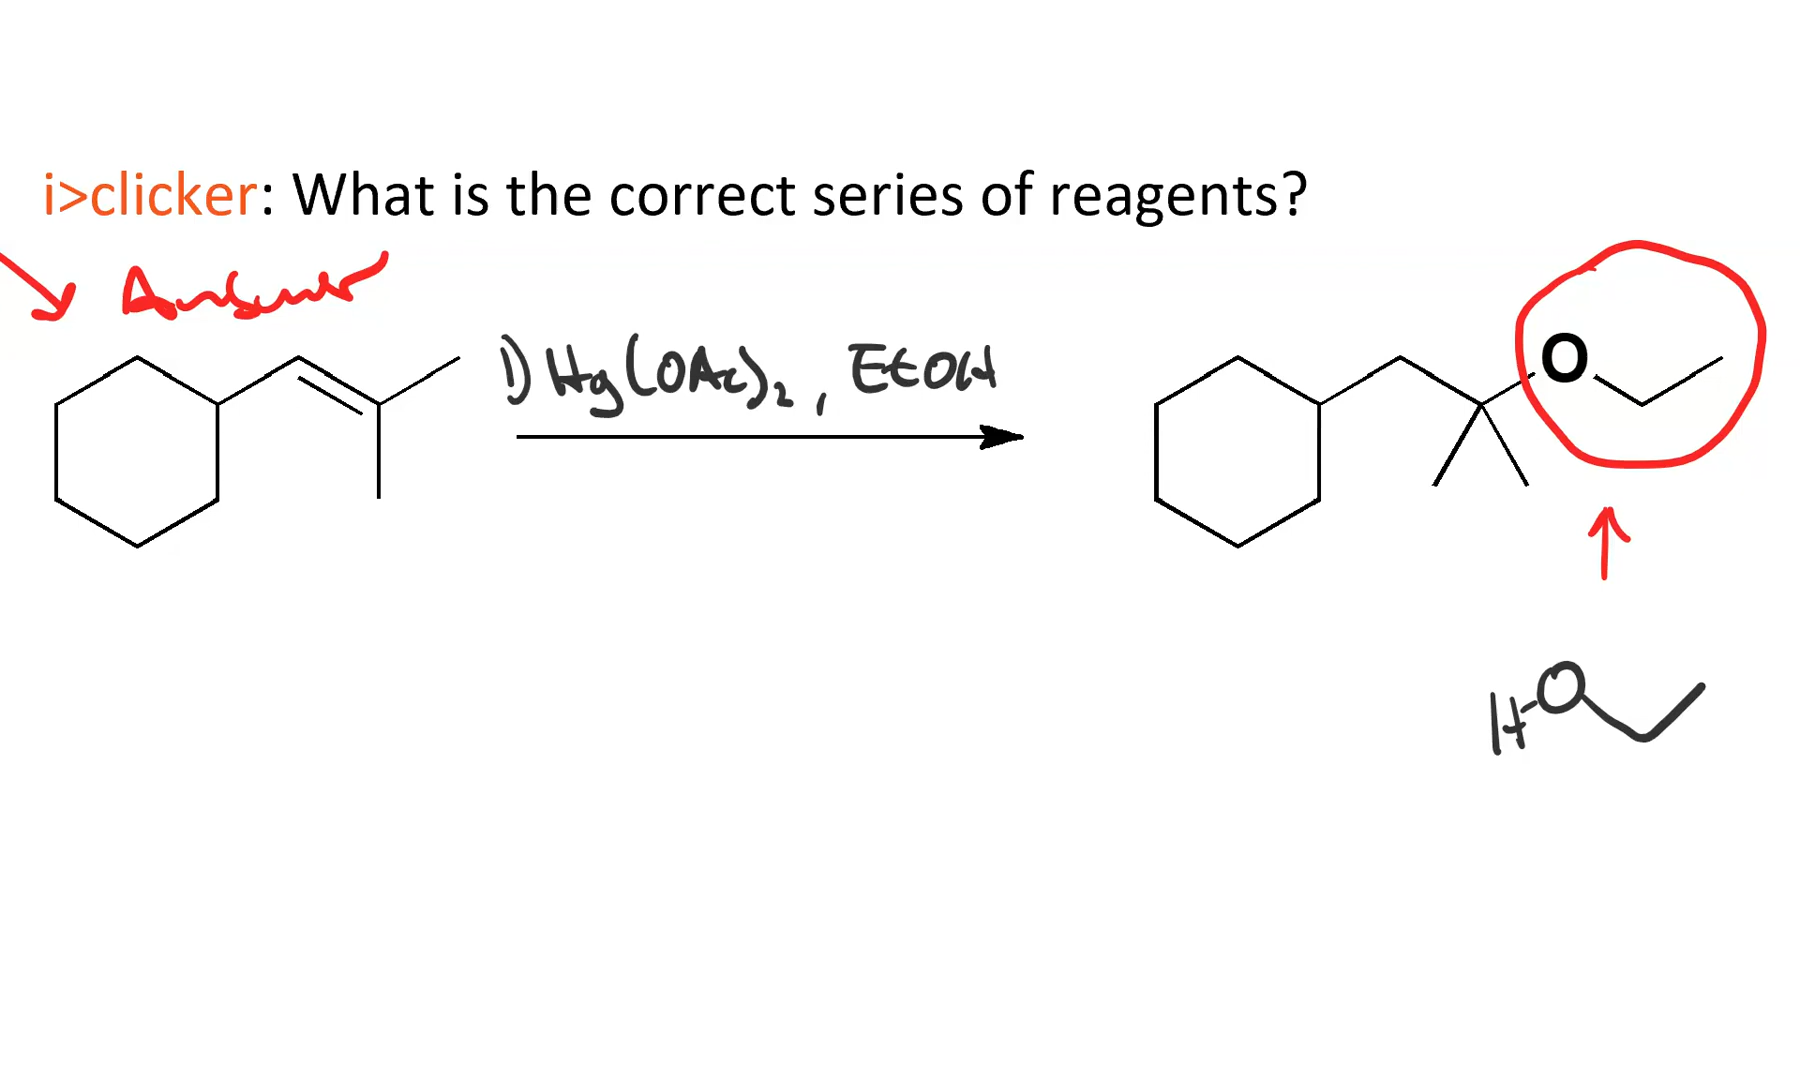 i>clicker: What is the correct series of reagents?
Answer
1) Hg(OAc)2, EtOH
O
H-O